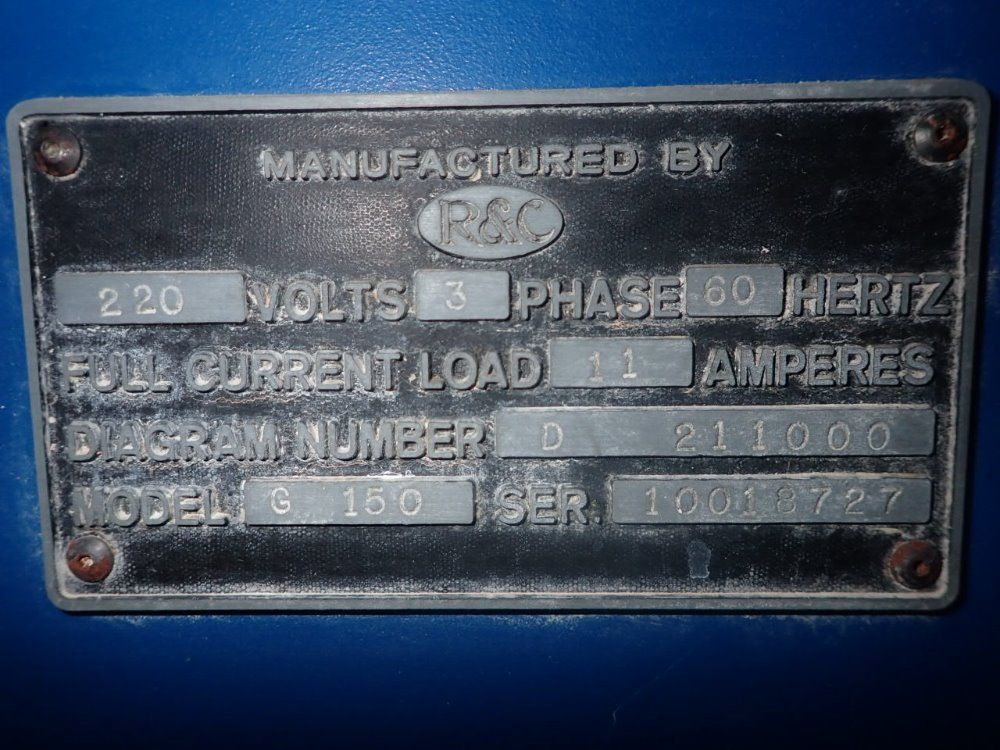 MANUFACTURED BY
R&C
220 VOLTS 3 PHASE 60 HERTZ
FULL CURRENT LOAD 11 AMPERES
DIAGRAM NUMBER D 211000
MODEL G 150 SER. 10018727